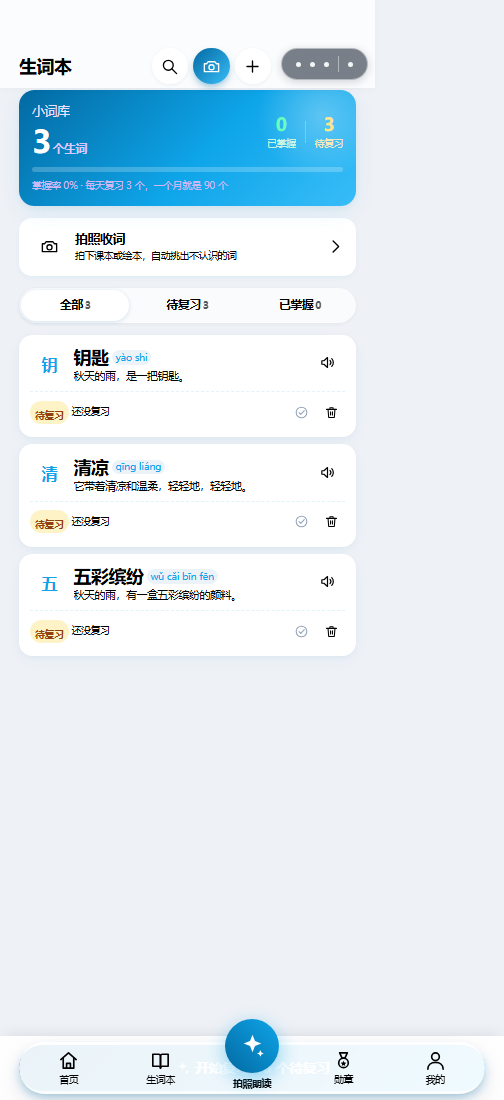 生词本
小词库
3个生词
0
已掌握
3
待复习
掌握率 0% · 每天复习 3 个，一个月就是 90 个
拍照收词
拍下课本或绘本，自动挑出不认识的词
全部 3
待复习 3
已掌握 0
钥
钥匙 yào shi
秋天的雨，是一把钥匙。
待复习 还没复习
清
清凉 qīng liáng
它带着清凉和温柔，轻轻地，轻轻地。
待复习 还没复习
五
五彩缤纷 wǔ cǎi bīn fēn
秋天的雨，有一盒五彩缤纷的颜料。
待复习 还没复习
开始 个待复习
首页
生词本
拍照朗读
勋章
我的